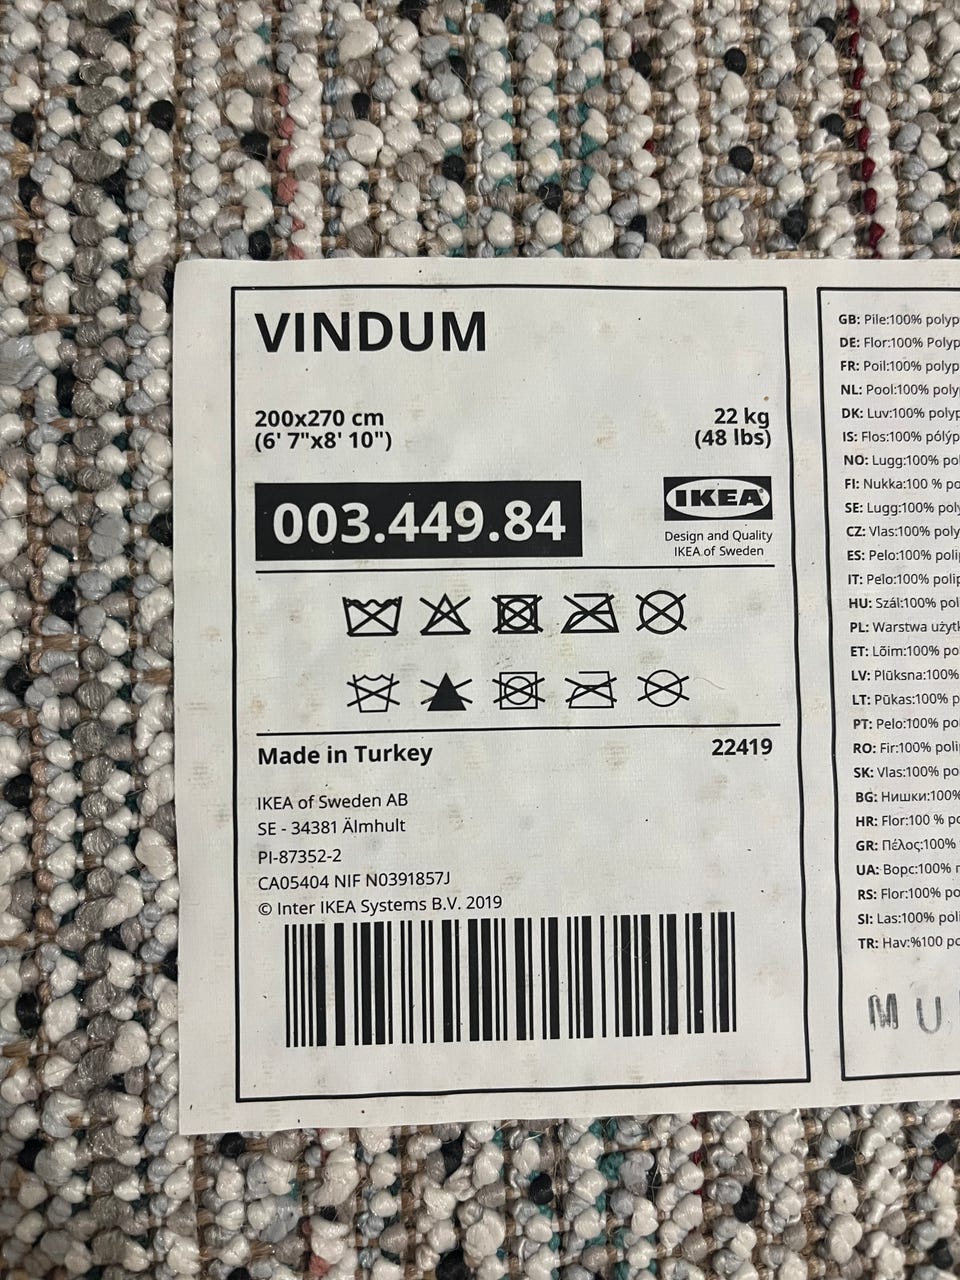 VINDUM
200x270 cm
(6' 7"x8' 10")
22 kg
(48 lbs)
003.449.84
IKEA
Design and Quality
IKEA of Sweden
Made in Turkey
22419
IKEA of Sweden AB
SE - 34381 Älmhult
PI-87352-2
CA05404 NIF N0391857J
© Inter IKEA Systems B.V. 2019
GB: Pile:100% polyp
DE: Flor:100% Polyp
FR: Poil:100% polyp
NL: Pool:100% polyp
DK: Luv:100% polyp
IS: Flos:100% pólýp
NO: Lugg:100% pol
FI: Nukka:100 % po
SE: Lugg:100% poly
CZ: Vlas:100% poly
ES: Pelo:100% polip
IT: Pelo:100% polip
HU: Szál:100% poli
PL: Warstwa użytk
ET: Lõim:100% po
LV: Plūksna:100%
LT: Pūkas:100% p
PT: Pelo:100% po
RO: Fir:100% poli
SK: Vlas:100% po
BG: Нишки:100%
HR: Flor:100 % po
GR: Πέλος:100%
UA: Ворс:100% п
RS: Flor:100% po
SI: Las:100% poli
TR: Hav:%100 po
MU